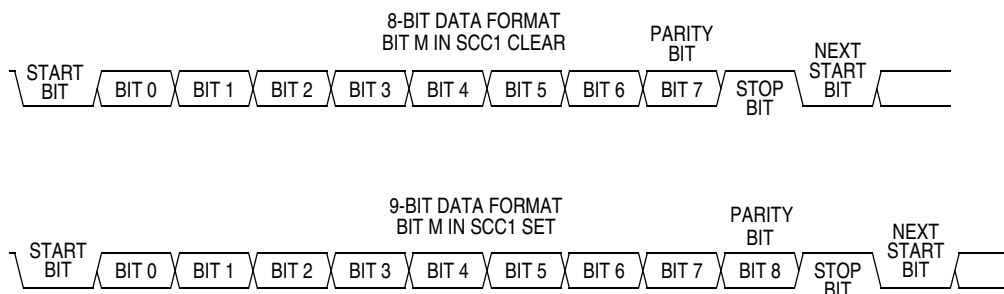 8-BIT DATA FORMAT
BIT M IN SCC1 CLEAR
PARITY
BIT
START
BIT
BIT 0
BIT 1
BIT 2
BIT 3
BIT 4
BIT 5
BIT 6
BIT 7
STOP
BIT
NEXT
START
BIT
9-BIT DATA FORMAT
BIT M IN SCC1 SET
PARITY
BIT
START
BIT
BIT 0
BIT 1
BIT 2
BIT 3
BIT 4
BIT 5
BIT 6
BIT 7
BIT 8
STOP
BIT
NEXT
START
BIT